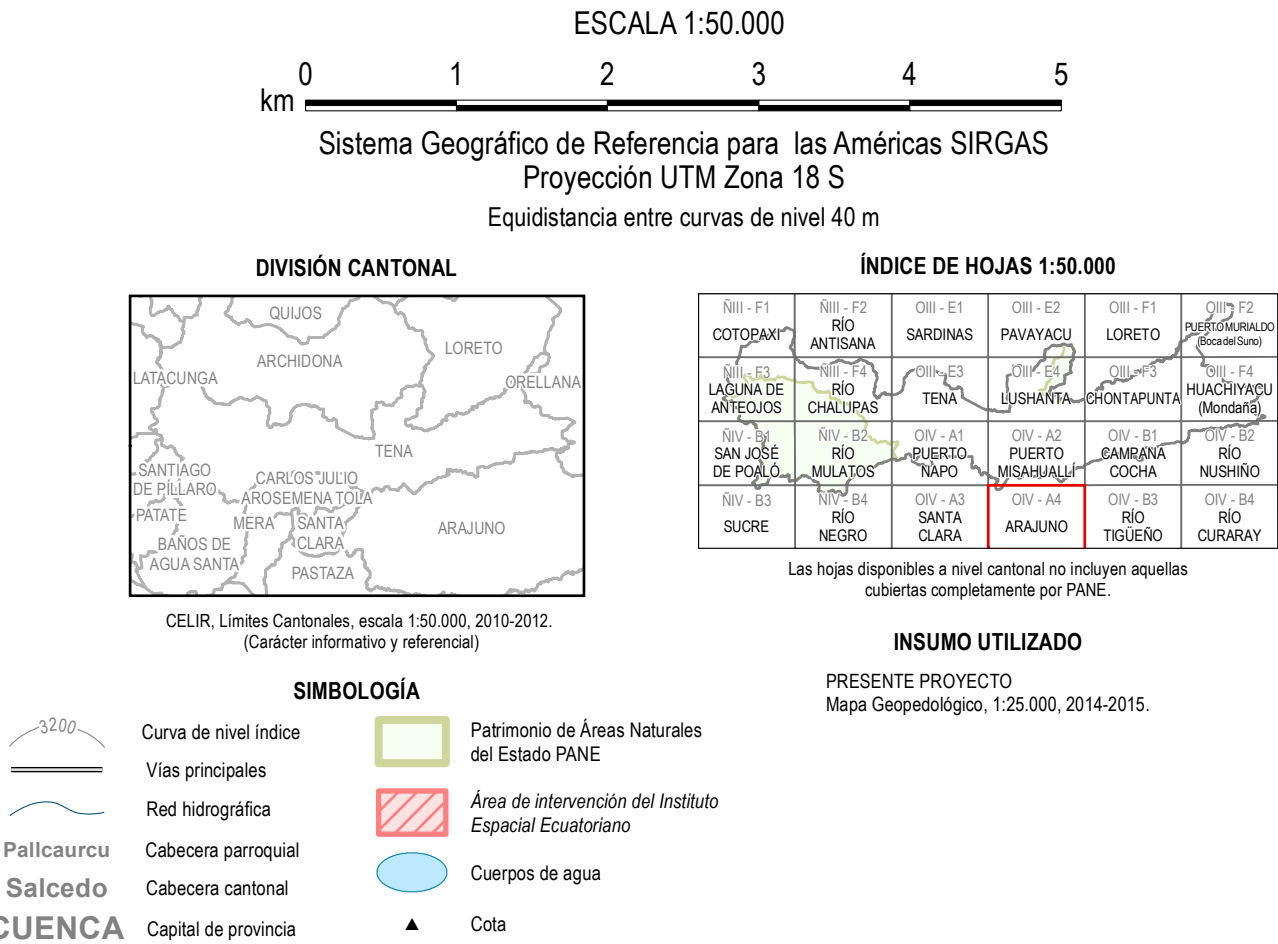 ESCALA 1:50.000
0 1 2 3 4 5
km
Sistema Geográfico de Referencia para las Américas SIRGAS
Proyección UTM Zona 18 S
Equidistancia entre curvas de nivel 40 m
DIVISIÓN CANTONAL
QUIJOS
LORETO
ARCHIDONA
LATACUNGA
ORELLANA
TENA
SANTIAGO
DE PÍLLARO
CARLOS JULIO
AROSEMENA TOLA
PATATE
MERA
SANTA
CLARA
ARAJUNO
BAÑOS DE
AGUA SANTA
PASTAZA
CELIR, Límites Cantonales, escala 1:50.000, 2010-2012.
(Carácter informativo y referencial)
ÍNDICE DE HOJAS 1:50.000
ÑIII - F1 ÑIII - F2 OIII - E1 OIII - E2 OIII - F1 OIII - F2
COTOPAXI RÍO ANTISANA SARDINAS PAVAYACU LORETO PUERTO MURIALDO (Boca del Suno)
ÑIII - F3 ÑIII - F4 OIII - E3 OIII - E4 OIII - F3 OIII - F4
LAGUNA DE ANTEOJOS RÍO CHALUPAS TENA LUSHANTA CHONTAPUNTA HUACHIYACU (Mondaña)
ÑIV - B1 ÑIV - B2 OIV - A1 OIV - A2 OIV - B1 OIV - B2
SAN JOSÉ DE POALÓ RÍO MULATOS PUERTO NAPO PUERTO MISAHUALLÍ CAMPANA COCHA RÍO NUSHIÑO
ÑIV - B3 ÑIV - B4 OIV - A3 OIV - A4 OIV - B3 OIV - B4
SUCRE RÍO NEGRO SANTA CLARA ARAJUNO RÍO TIGÜEÑO RÍO CURARAY
Las hojas disponibles a nivel cantonal no incluyen aquellas
cubiertas completamente por PANE.
INSUMO UTILIZADO
PRESENTE PROYECTO
Mapa Geopedológico, 1:25.000, 2014-2015.
SIMBOLOGÍA
3200 Curva de nivel índice
Vías principales
Red hidrográfica
Pallcaurcu Cabecera parroquial
Salcedo Cabecera cantonal
CUENCA Capital de provincia
Patrimonio de Áreas Naturales
del Estado PANE
Área de intervención del Instituto
Espacial Ecuatoriano
Cuerpos de agua
Cota